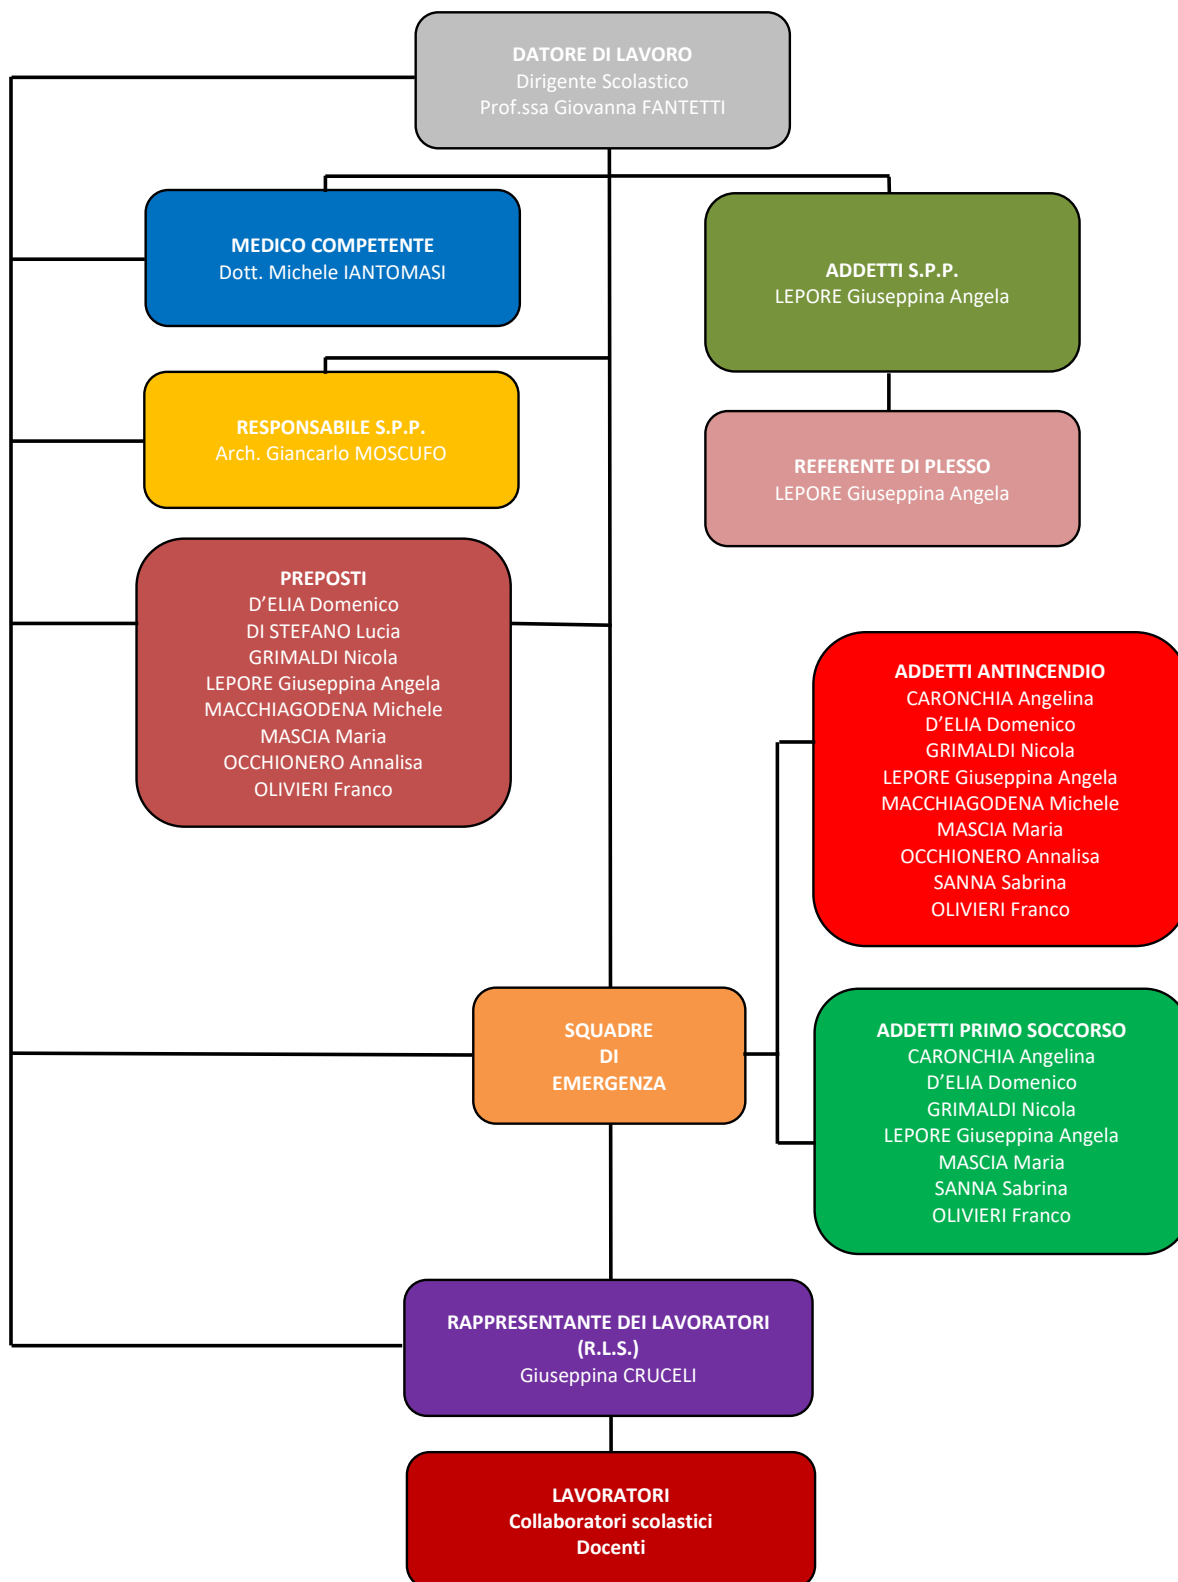 DATORE DI LAVORO
Dirigente Scolastico
Prof.ssa Giovanna FANTETTI
MEDICO COMPETENTE
Dott. Michele IANTOMASI
ADDETTI S.P.P.
LEPORE Giuseppina Angela
RESPONSABILE S.P.P.
Arch. Giancarlo MOSCUFO
REFERENTE DI PLESSO
LEPORE Giuseppina Angela
PREPOSTI
D’ELIA Domenico
DI STEFANO Lucia
GRIMALDI Nicola
LEPORE Giuseppina Angela
MACCHIAGODENA Michele
MASCIA Maria
OCCHIONERO Annalisa
OLIVIERI Franco
ADDETTI ANTINCENDIO
CARONCHIA Angelina
D’ELIA Domenico
GRIMALDI Nicola
LEPORE Giuseppina Angela
MACCHIAGODENA Michele
MASCIA Maria
OCCHIONERO Annalisa
SANNA Sabrina
OLIVIERI Franco
SQUADRE
DI
EMERGENZA
ADDETTI PRIMO SOCCORSO
CARONCHIA Angelina
D’ELIA Domenico
GRIMALDI Nicola
LEPORE Giuseppina Angela
MASCIA Maria
SANNA Sabrina
OLIVIERI Franco
RAPPRESENTANTE DEI LAVORATORI
(R.L.S.)
Giuseppina CRUCELI
LAVORATORI
Collaboratori scolastici
Docenti